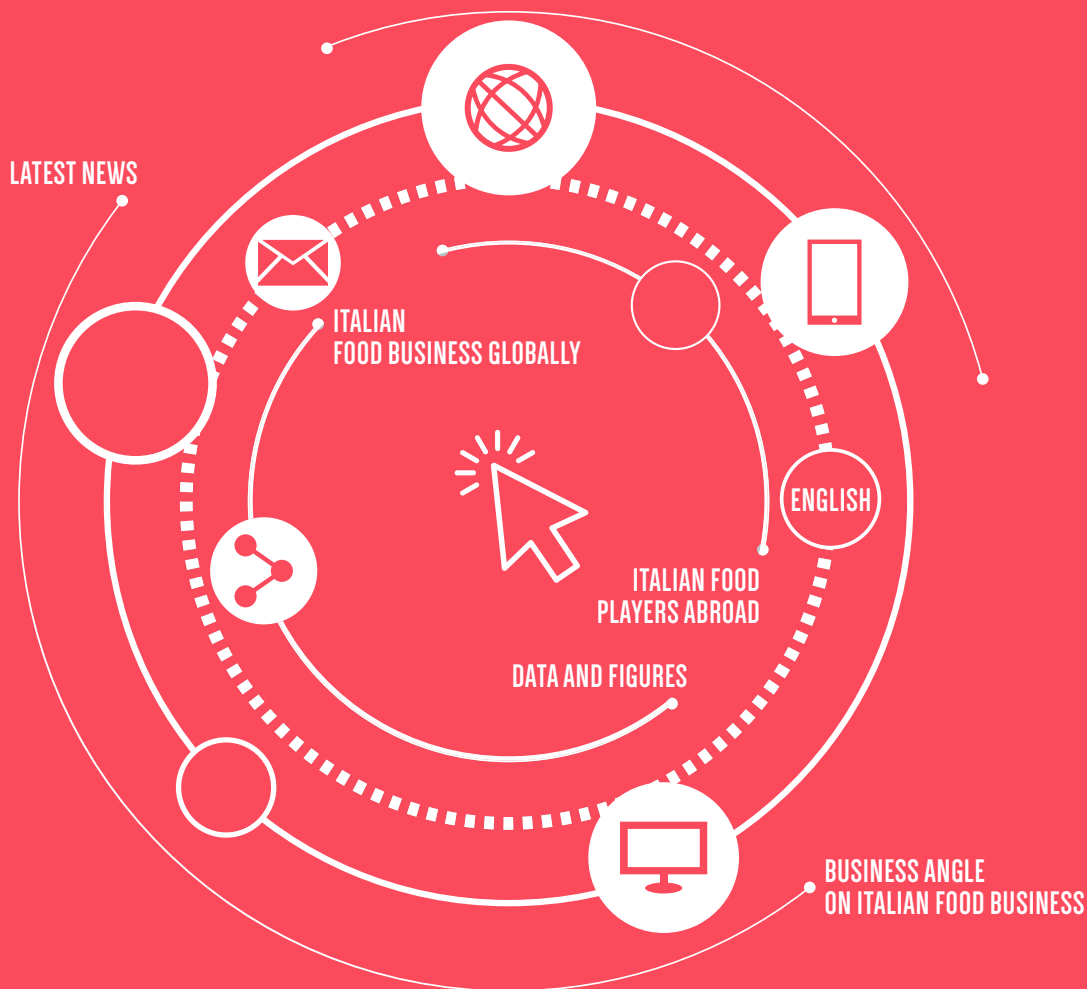 LATEST NEWS
ITALIAN
FOOD BUSINESS GLOBALLY
ENGLISH
ITALIAN FOOD
PLAYERS ABROAD
DATA AND FIGURES
BUSINESS ANGLE
ON ITALIAN FOOD BUSINESS